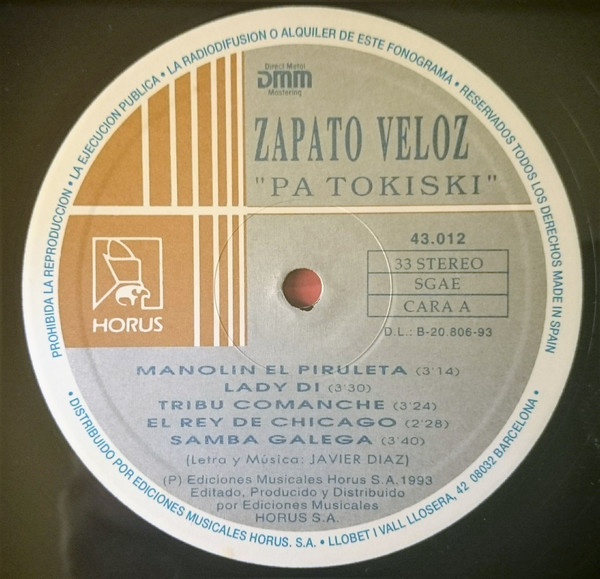 PROHIBIDA LA REPRODUCCION • LA EJECUCION PUBLICA • LA RADIODIFUSION O ALQUILER DE ESTE FONOGRAMA • RESERVADOS TODOS LOS DERECHOS MADE IN SPAIN
Direct Metal
DMM
Mastering
ZAPATO VELOZ
"PA TOKISKI"
43.012
33 STEREO
SGAE
CARA A
D.L.: B-20.806-93
HORUS
MANOLIN EL PIRULETA (3'14)
LADY DI (3'30)
TRIBU COMANCHE (3'24)
EL REY DE CHICAGO (2'28)
SAMBA GALEGA (3'40)
(Letra y Música: JAVIER DIAZ)
(P) Ediciones Musicales Horus S.A,1993
Editado, Producido y Distribuido
por Ediciones Musicales
HORUS S.A.
• DISTRIBUIDO POR EDICIONES MUSICALES HORUS. S.A. • LLOBET I VALL LLOSERA, 42 08032 BARCELONA •